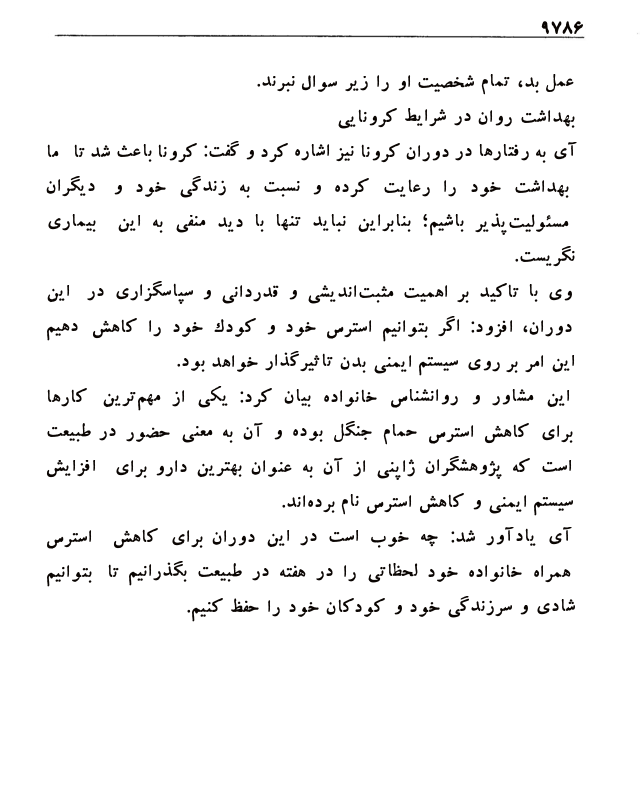 ۹۷۸۶
عمل بد، تمام شخصیت او را زیر سوال نبرند.
بهداشت روان در شرایط کرونایی
آی به رفتارها در دوران کرونا نیز اشاره کرد و گفت: کرونا باعث شد تا ما
بهداشت خود را رعایت کرده و نسبت به زندگی خود و دیگران
مسئولیت‌پذیر باشیم؛ بنابراین نباید تنها با دید منفی به این بیماری
نگریست.
وی با تاکید بر اهمیت مثبت‌اندیشی و قدردانی و سپاسگزاری در این
دوران، افزود: اگر بتوانیم استرس خود و کودك خود را کاهش دهیم
این امر بر روی سیستم ایمنی بدن تاثیرگذار خواهد بود.
این مشاور و روانشناس خانواده بیان کرد: یکی از مهم‌ترین کارها
برای کاهش استرس حمام جنگل بوده و آن به معنی حضور در طبیعت
است که پژوهشگران ژاپنی از آن به عنوان بهترین دارو برای افزایش
سیستم ایمنی و کاهش استرس نام برده‌اند.
آی یادآور شد: چه خوب است در این دوران برای کاهش استرس
همراه خانواده خود لحظاتی را در هفته در طبیعت بگذرانیم تا بتوانیم
شادی و سرزندگی خود و کودکان خود را حفظ کنیم.